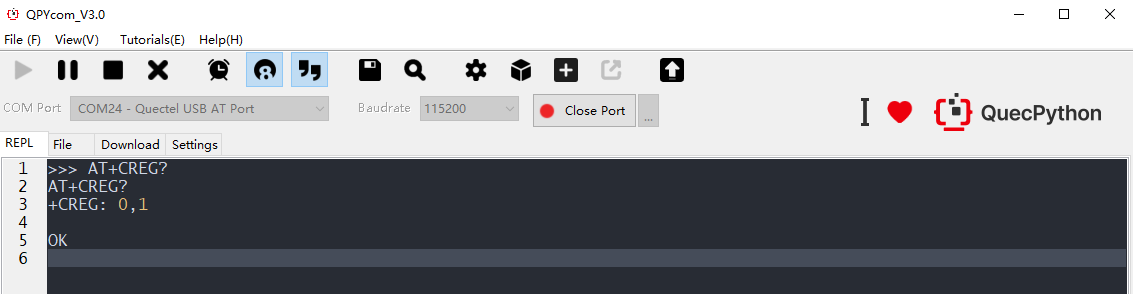 QPYcom_V3.0
File (F) View(V) Tutorials(E) Help(H)
COM Port COM24 - Quectel USB AT Port Baudrate 115200 Close Port ... I QuecPython
REPL File Download Settings
1 >>> AT+CREG?
2 AT+CREG?
3 +CREG: 0,1
4
5 OK
6